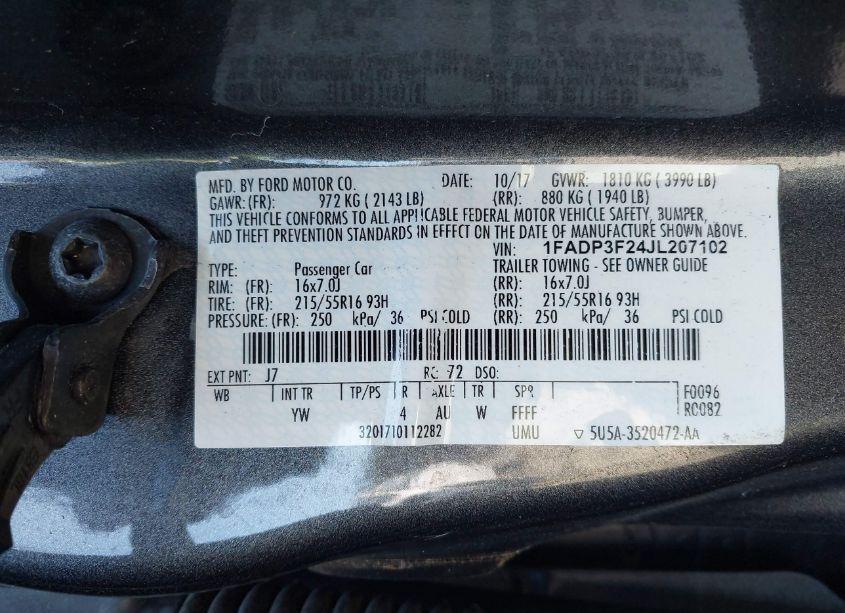 MFD. BY FORD MOTOR CO. DATE: 10/17 GVWR: 1810 KG ( 3990 LB)
GAWR: (FR): 972 KG ( 2143 LB) (RR): 880 KG ( 1940 LB)
THIS VEHICLE CONFORMS TO ALL APPLICABLE FEDERAL MOTOR VEHICLE SAFETY, BUMPER,
AND THEFT PREVENTION STANDARDS IN EFFECT ON THE DATE OF MANUFACTURE SHOWN ABOVE.
VIN: 1FADP3F24JL207102
TYPE: Passenger Car TRAILER TOWING - SEE OWNER GUIDE
RIM: (FR): 16x7.0J (RR): 16x7.0J
TIRE: (FR): 215/55R16 93H (RR): 215/55R16 93H
PRESSURE: (FR): 250 kPa/ 36 PSI COLD (RR): 250 kPa/ 36 PSI COLD
EXT PNT: J7 RC: 72 DSO:
WB INT TR TP/PS R AXLE TR SPR F0096
YW 4 AU W FFFF RC082
3201710112282 UMU ▽ 5U5A-3520472-AA